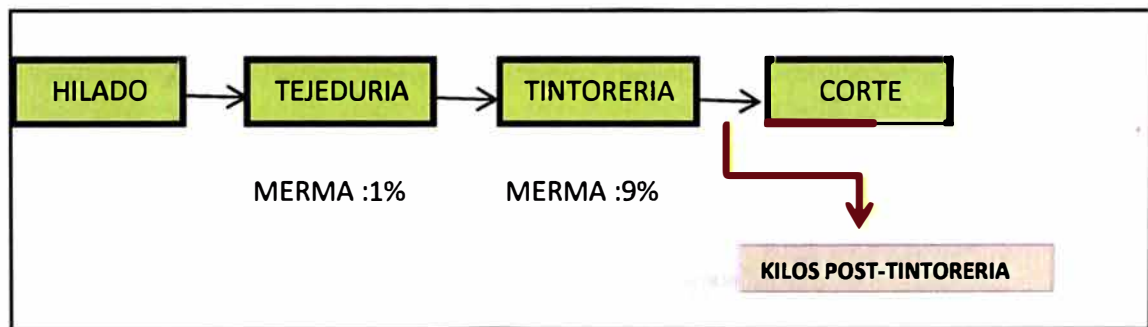 HILADO
TEJEDURIA
TINTORERIA
CORTE
MERMA :1%
MERMA :9%
KILOS POST-TINTORERIA